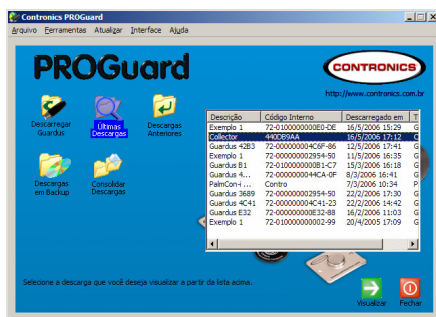 Contronics PROGuard
Arquivo Ferramentas Atualizar Interface Ajuda
PROGuard
CONTRONICS
http://www.contronics.com.br
Descarregar Guardus
Últimas Descargas
Descargas Anteriores
Descargas em Backup
Consolidar Descargas
Descrição Código Interno Descarregado em T
Exemplo 1 72-0100000000E0-DE 16/5/2006 15:29 G
Collector 440DB9AA 16/5/2006 17:12 C
Guardus 42B3 72-000000004C6F-86 12/5/2006 17:41 G
Exemplo 1 72-000000002954-50 11/5/2006 16:35 G
Guardus B41 72-0100000000B1-C7 15/3/2006 16:18 G
Guardus 4... 72-0000000044CA-0F 8/3/2006 16:41 G
PalmCon-i ... Contro 7/3/2006 10:34 P
Guardus 3689 72-000000002954-50 22/2/2006 17:30 G
Guardus 4C41 72-000000004C41-23 22/2/2006 14:42 G
Guardus E32 72-000000000E32-88 16/2/2006 11:03 G
Exemplo 1 72-010000000002-99 20/4/2005 17:09 G
Selecione a descarga que você deseja visualizar a partir da lista acima.
Visualizar
Fechar